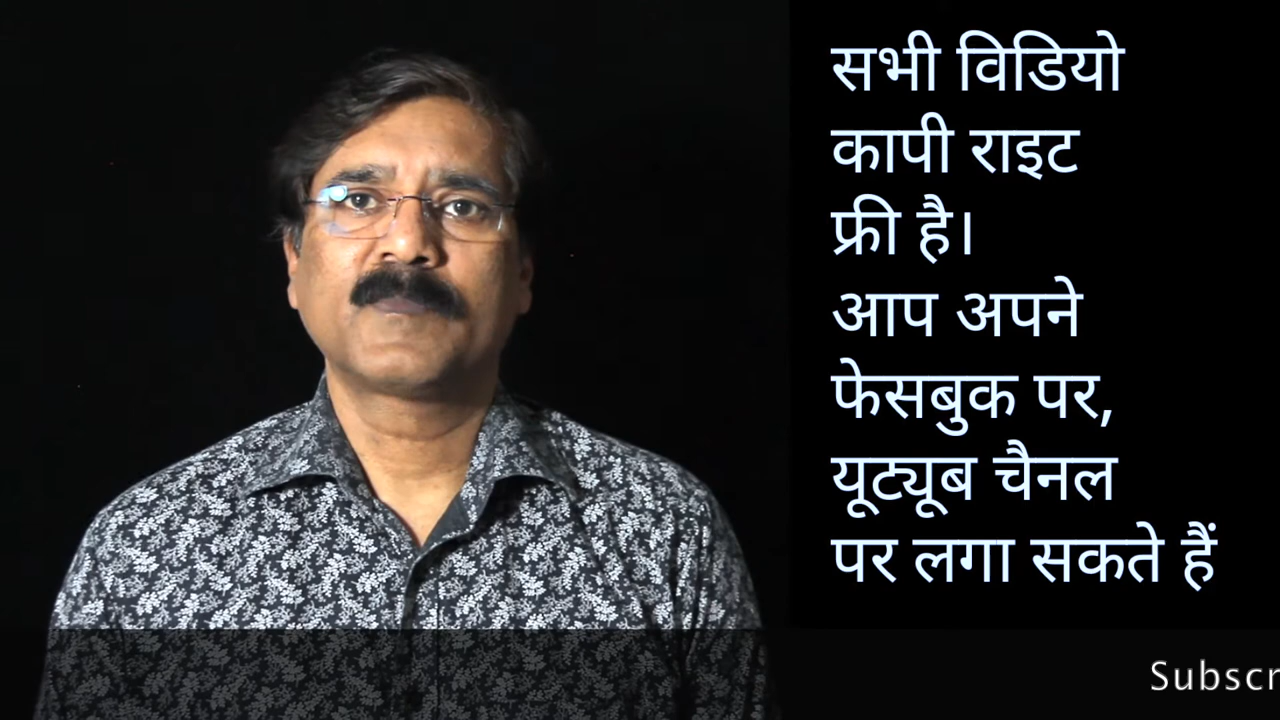 सभी विडियो
कापी राइट
फ्री है।
आप अपने
फेसबुक पर,
यूट्यूब चैनल
पर लगा सकते हैं